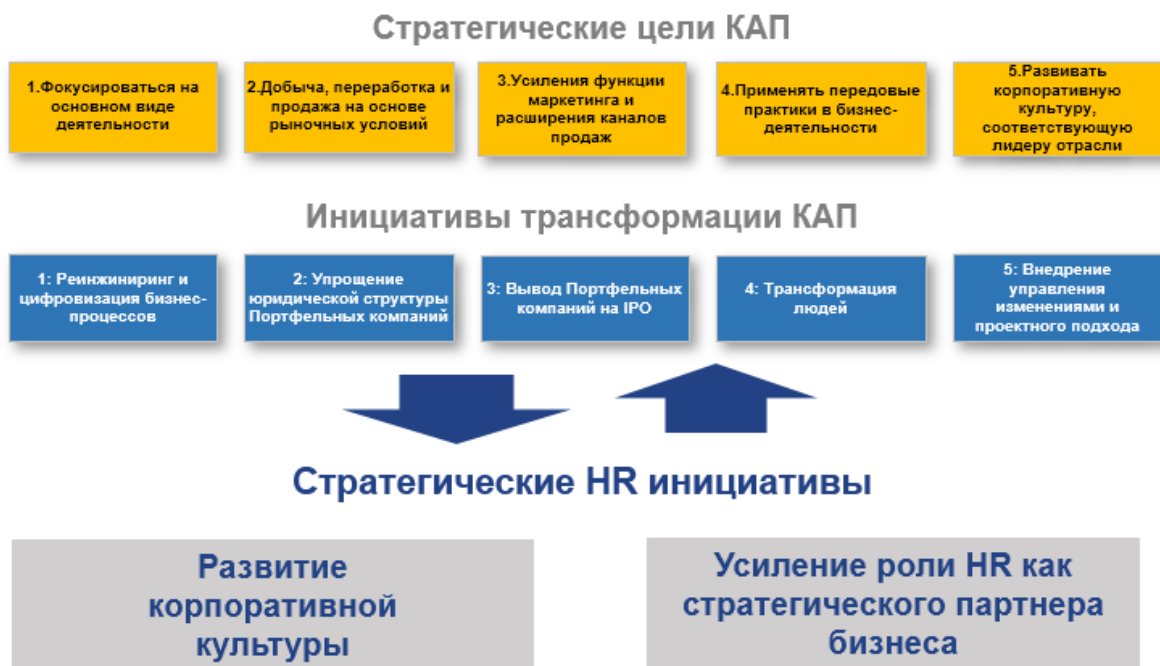 Стратегические цели КАП
1.Фокусироваться на
основном виде
деятельности
2.Добыча, переработка и
продажа на основе
рыночных условий
3.Усиления функции
маркетинга и
расширения каналов
продаж
4.Применять передовые
практики в бизнес-
деятельности
5.Развивать
корпоративную
культуру,
соответствующую
лидеру отрасли
Инициативы трансформации КАП
1: Реинжиниринг и
цифровизация бизнес-
процессов
2: Упрощение
юридической структуры
Портфельных компаний
3: Вывод Портфельных
компаний на IPO
4: Трансформация
людей
5: Внедрение
управления
изменениями и
проектного подхода
Стратегические HR инициативы
Развитие
корпоративной
культуры
Усиление роли HR как
стратегического партнера
бизнеса